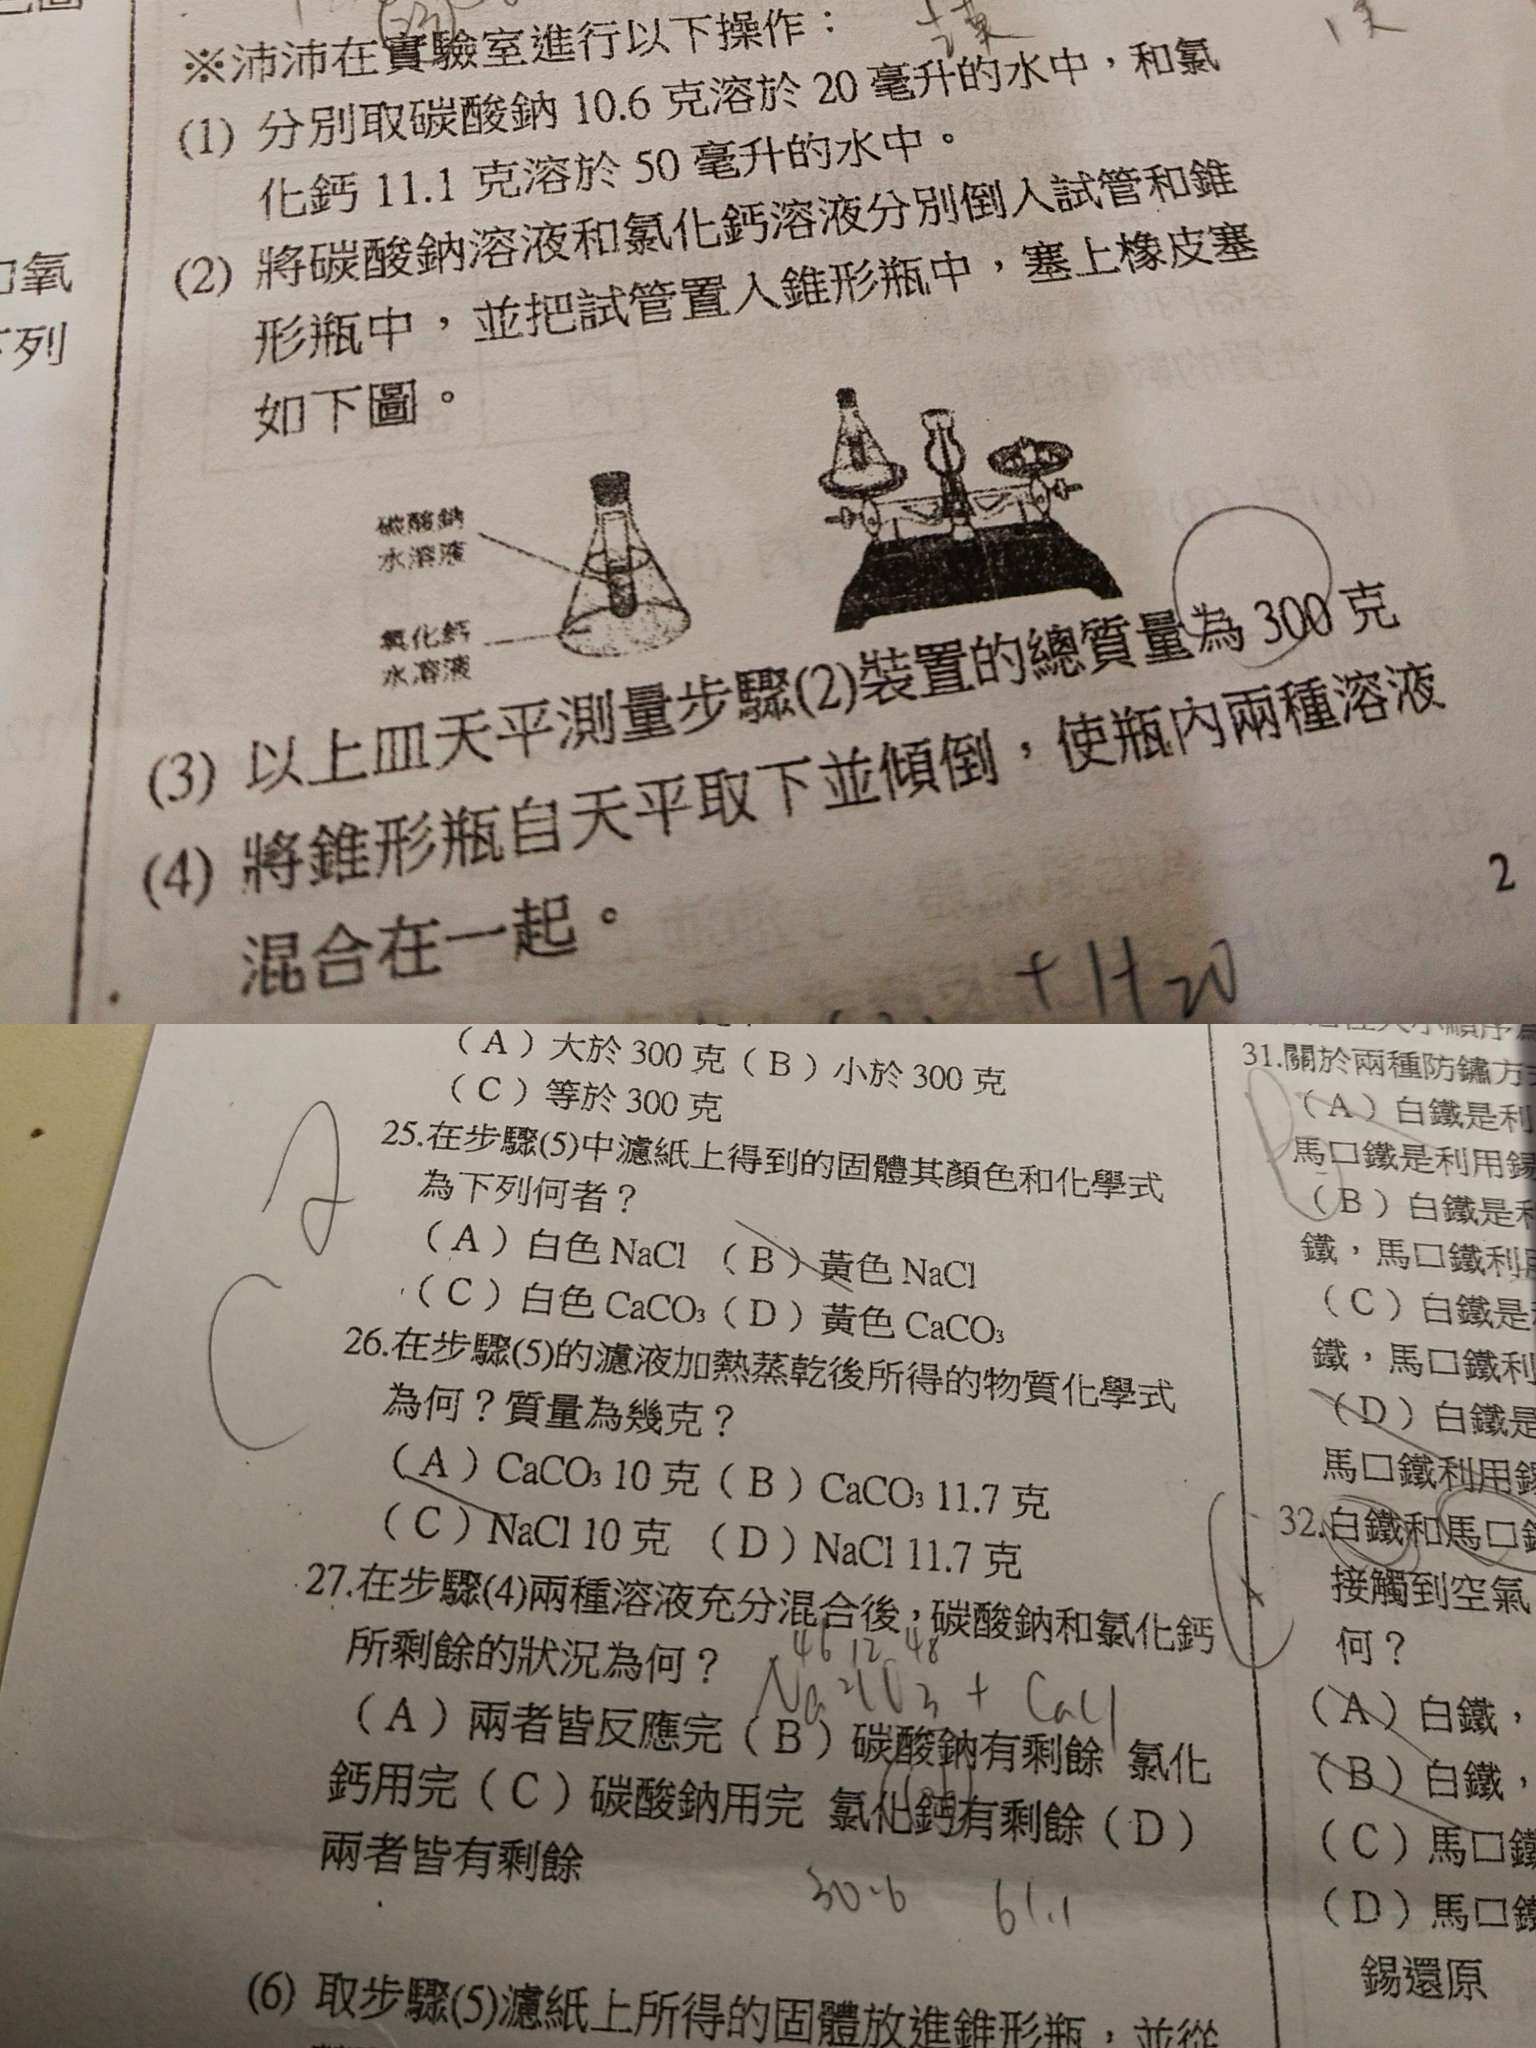 ※沛沛在實驗室進行以下操作：
(1) 分別取碳酸鈉 10.6 克溶於 20 毫升的水中，和氯
化鈣 11.1 克溶於 50 毫升的水中。
(2) 將碳酸鈉溶液和氯化鈣溶液分別倒入試管和錐
形瓶中，並把試管置入錐形瓶中，塞上橡皮塞
如下圖。
碳酸鈉
水溶液
氯化鈣
水溶液
(3) 以上皿天平測量步驟(2)裝置的總質量為 300 克
(4) 將錐形瓶自天平取下並傾倒，使瓶內兩種溶液
混合在一起。
2
+ H2O
氧
列
（A）大於 300 克（B）小於 300 克
（C）等於 300 克
25.在步驟(5)中濾紙上得到的固體其顏色和化學式
為下列何者？
（A）白色 NaCl （B）黃色 NaCl
（C）白色 CaCO₃（D）黃色 CaCO₃
26.在步驟(5)的濾液加熱蒸乾後所得的物質化學式
為何？質量為幾克？
（A）CaCO₃ 10 克（B）CaCO₃ 11.7 克
（C）NaCl 10 克 （D）NaCl 11.7 克
27.在步驟(4)兩種溶液充分混合後，碳酸鈉和氯化鈣
所剩餘的狀況為何？
46 12 48
Na2CO3 + CaCl
（A）兩者皆反應完（B）碳酸鈉有剩餘 氯化
鈣用完（C）碳酸鈉用完 氯化鈣有剩餘（D）
兩者皆有剩餘
30.6 61.1
(6) 取步驟(5)濾紙上所得的固體放進錐形瓶，並從
31.關於兩種防鏽方
（A）白鐵是利
馬口鐵是利用錫
（B）白鐵是利
鐵，馬口鐵利用
（C）白鐵是
鐵，馬口鐵利
（D）白鐵是
馬口鐵利用錫
32.白鐵和馬口鐵
接觸到空氣
何？
（A）白鐵，
（B）白鐵，
（C）馬口鐵
（D）馬口鐵
錫還原